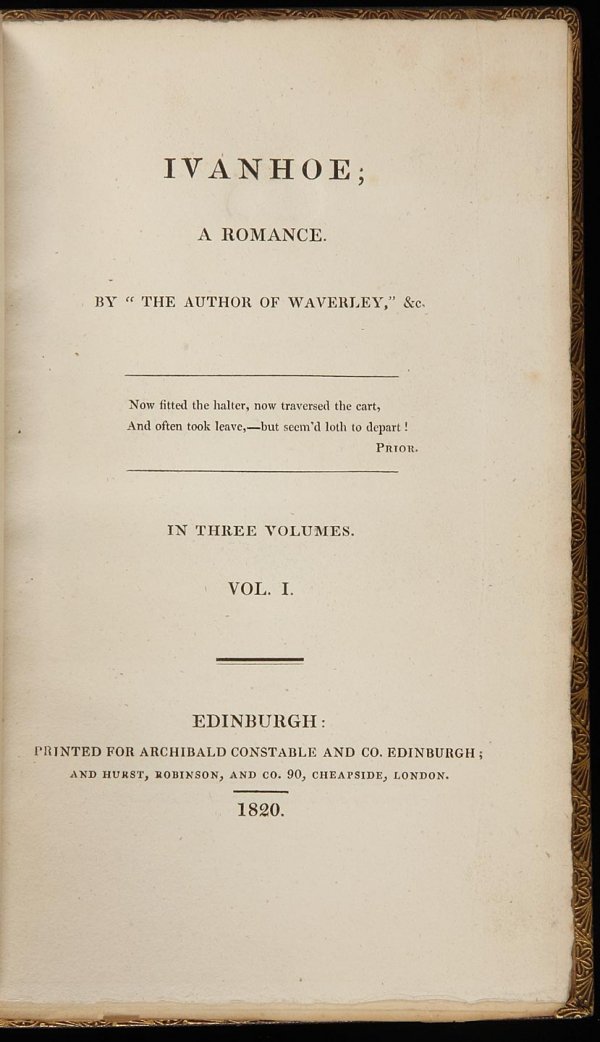 IVANHOE;
A ROMANCE.
BY “ THE AUTHOR OF WAVERLEY,” &c.
Now fitted the halter, now traversed the cart,
And often took leave,—but seem'd loth to depart!
PRIOR.
IN THREE VOLUMES.
VOL. I.
EDINBURGH:
PRINTED FOR ARCHIBALD CONSTABLE AND CO. EDINBURGH;
AND HURST, ROBINSON, AND CO. 90, CHEAPSIDE, LONDON.
1820.